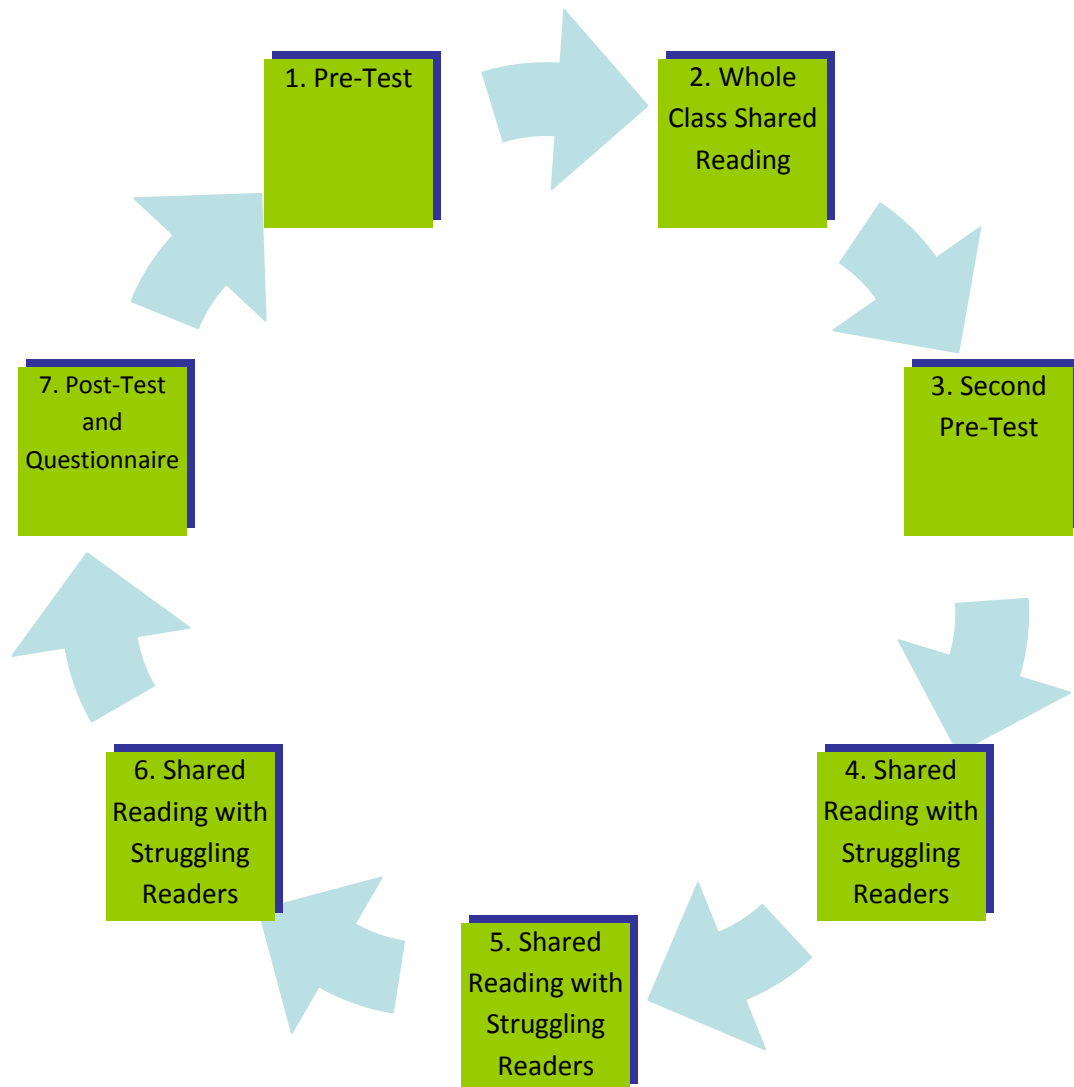 1. Pre-Test
2. Whole
Class Shared
Reading
3. Second
Pre-Test
4. Shared
Reading with
Struggling
Readers
5. Shared
Reading with
Struggling
Readers
6. Shared
Reading with
Struggling
Readers
7. Post-Test
and
Questionnaire